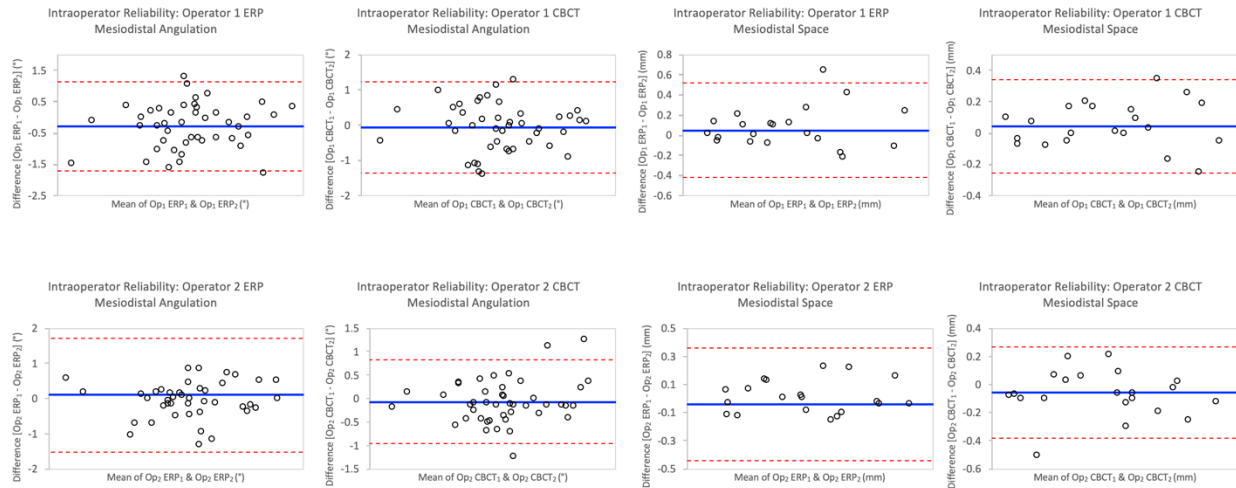 Intraoperator Reliability: Operator 1 ERP
Mesiodistal Angulation
Difference [Op₁ ERP₁ - Op₁ ERP₂] (°)
1.5
0.5
-0.5
-1.5
-2.5
Mean of Op₁ ERP₁ & Op₁ ERP₂ (°)
Intraoperator Reliability: Operator 1 CBCT
Mesiodistal Angulation
Difference [Op₁ CBCT₁ - Op₁ CBCT₂] (°)
2
1
0
-1
-2
Mean of Op₁ CBCT₁ & Op₁ CBCT₂ (°)
Intraoperator Reliability: Operator 1 ERP
Mesiodistal Space
Difference [Op₁ ERP₁ - Op₁ ERP₂] (mm)
0.8
0.6
0.4
0.2
0
-0.2
-0.4
-0.6
Mean of Op₁ ERP₁ & Op₁ ERP₂ (mm)
Intraoperator Reliability: Operator 1 CBCT
Mesiodistal Space
Difference [Op₁ CBCT₁ - Op₁ CBCT₂] (mm)
0.4
0.2
0
-0.2
-0.4
Mean of Op₁ CBCT₁ & Op₁ CBCT₂ (mm)
Intraoperator Reliability: Operator 2 ERP
Mesiodistal Angulation
Difference [Op₂ ERP₁ - Op₂ ERP₂] (°)
2
1
0
-1
-2
Mean of Op₂ ERP₁ & Op₂ ERP₂ (°)
Intraoperator Reliability: Operator 2 CBCT
Mesiodistal Angulation
Difference [Op₂ CBCT₁ - Op₂ CBCT₂] (°)
1.5
1
0.5
0
-0.5
-1
-1.5
Mean of Op₂ CBCT₁ & Op₂ CBCT₂ (°)
Intraoperator Reliability: Operator 2 ERP
Mesiodistal Space
Difference [Op₂ ERP₁ - Op₂ ERP₂] (mm)
0.5
0.3
0.1
-0.1
-0.3
-0.5
Mean of Op₂ ERP₁ & Op₂ ERP₂ (mm)
Intraoperator Reliability: Operator 2 CBCT
Mesiodistal Space
Difference [Op₂ CBCT₁ - Op₂ CBCT₂] (mm)
0.4
0.2
0
-0.2
-0.4
-0.6
Mean of Op₂ CBCT₁ & Op₂ CBCT₂ (mm)